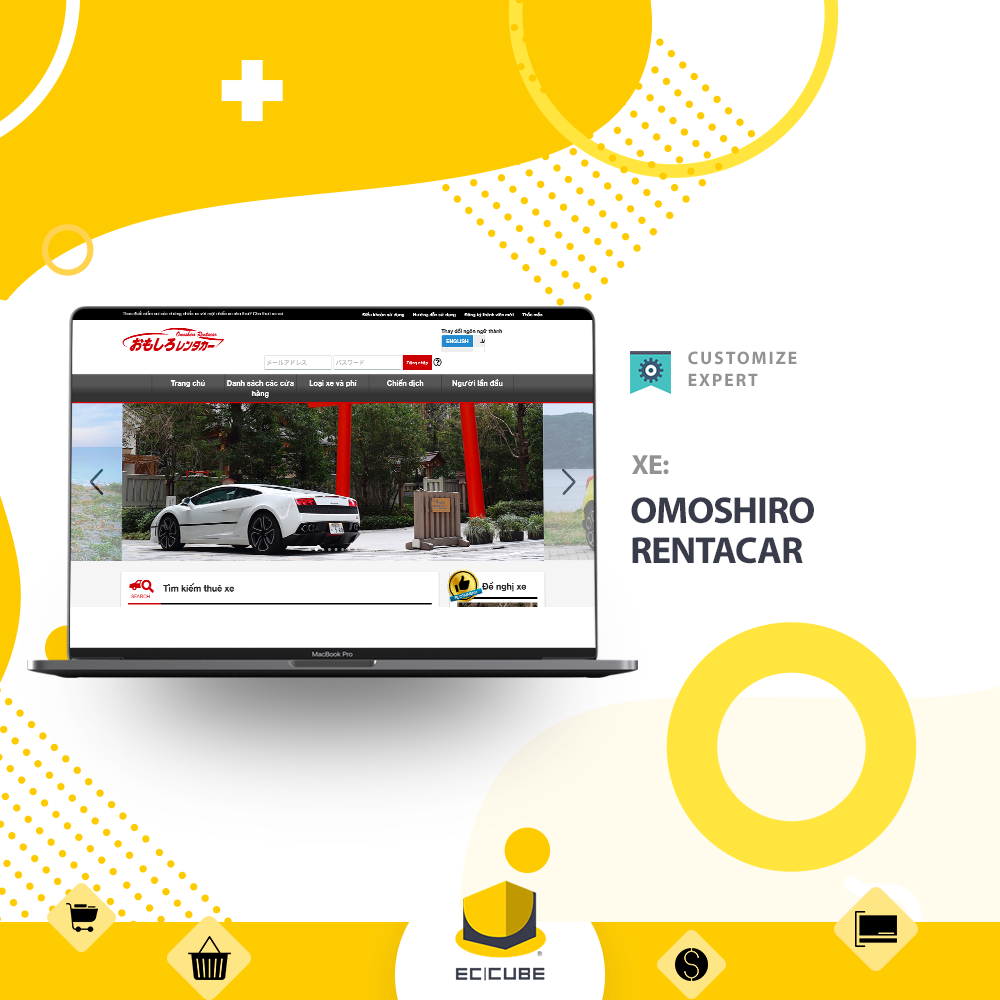 Điều khoản sử dụng Hướng dẫn sử dụng Đăng ký thành viên mới Thắc mắc
Omoshiro Rentacar
おもしろレンタカー
Thay đổi ngôn ngữ thành
ENGLISH
メールアドレス パスワード Đăng nhập ?
Trang chủ Danh sách các cửa hàng Loại xe và phí Chiến dịch Người lần đầu
SEARCH
Tìm kiếm thuê xe
Đề nghị xe
MacBook Pro
CUSTOMIZE
EXPERT
XE:
OMOSHIRO
RENTACAR
EC|CUBE
®